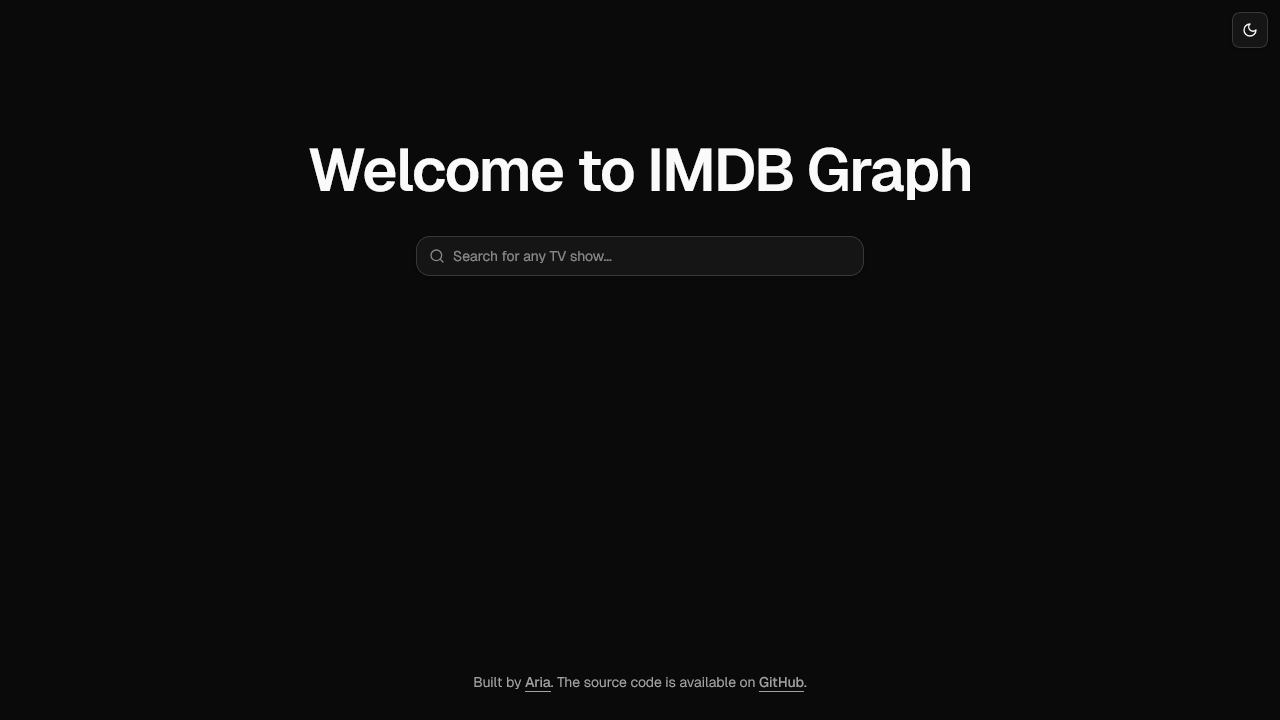 Welcome to IMDB Graph
Search for any TV show...
Built by Aria. The source code is available on GitHub.